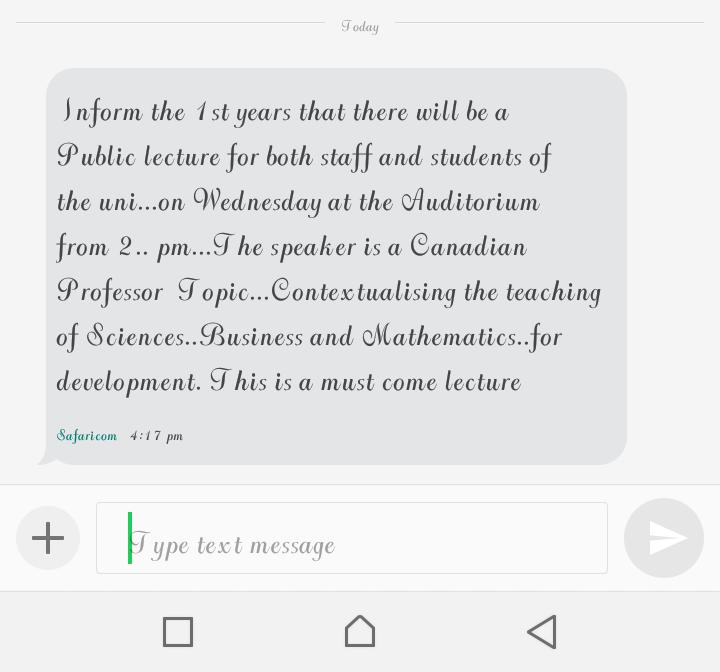 Today
Inform the 1st years that there will be a
Public lecture for both staff and students of
the uni...on Wednesday at the Auditorium
from 2.. pm...The speaker is a Canadian
Professor  Topic...Contextualising the teaching
of Sciences..Business and Mathematics..for
development. This is a must come lecture
Safaricom 4:17 pm
Type text message